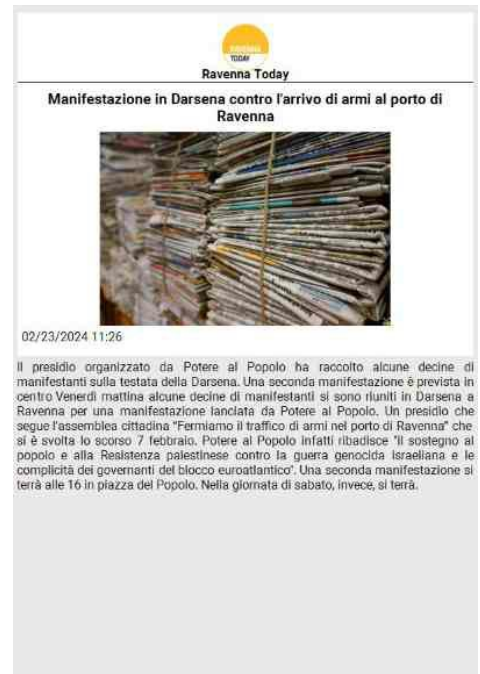 TODAY
Ravenna Today
Manifestazione in Darsena contro l'arrivo di armi al porto di
Ravenna
02/23/2024 11:26
Il presidio organizzato da Potere al Popolo ha raccolto alcune decine di
manifestanti sulla testata della Darsena. Una seconda manifestazione è prevista in
centro Venerdì mattina alcune decine di manifestanti si sono riuniti in Darsena a
Ravenna per una manifestazione lanciata da Potere al Popolo. Un presidio che
segue l'assemblea cittadina "Fermiamo il traffico di armi nel porto di Ravenna" che
si è svolta lo scorso 7 febbraio. Potere al Popolo infatti ribadisce "il sostegno al
popolo e alla Resistenza palestinese contro la guerra genocida israeliana e le
complicità dei governanti del blocco euroatlantico". Una seconda manifestazione si
terrà alle 16 in piazza del Popolo. Nella giornata di sabato, invece, si terrà.